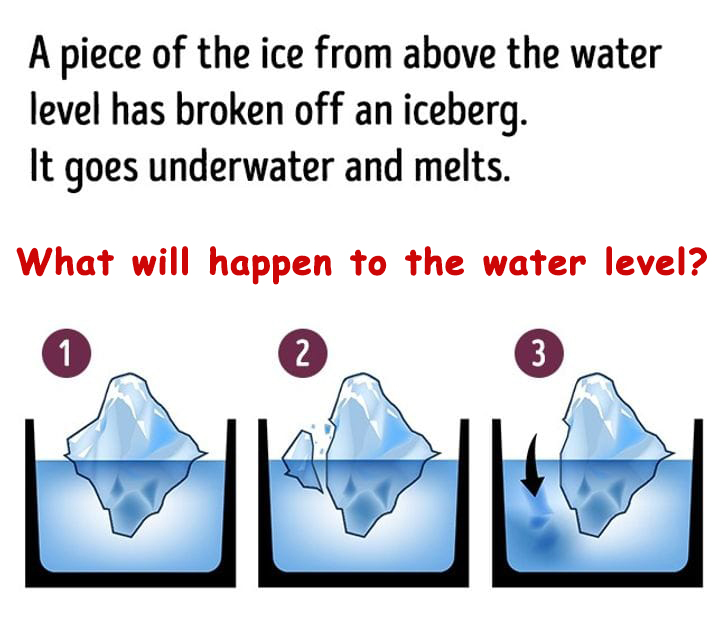 A piece of the ice from above the water
level has broken off an iceberg.
It goes underwater and melts.
What will happen to the water level?
1
2
3